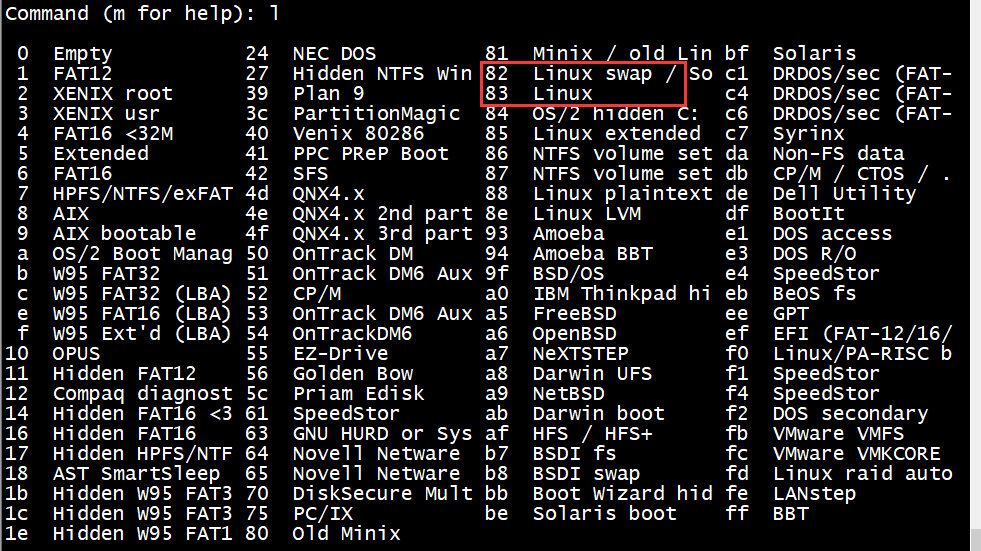 Command (m for help): l
 0  Empty           24  NEC DOS         81  Minix / old Lin bf  Solaris
 1  FAT12           27  Hidden NTFS Win 82  Linux swap / So c1  DRDOS/sec (FAT-
 2  XENIX root      39  Plan 9          83  Linux           c4  DRDOS/sec (FAT-
 3  XENIX usr       3c  PartitionMagic  84  OS/2 hidden C:  c6  DRDOS/sec (FAT-
 4  FAT16 <32M      40  Venix 80286     85  Linux extended  c7  Syrinx
 5  Extended        41  PPC PReP Boot   86  NTFS volume set da  Non-FS data
 6  FAT16           42  SFS             87  NTFS volume set db  CP/M / CTOS / .
 7  HPFS/NTFS/exFAT 4d  QNX4.x          88  Linux plaintext de  Dell Utility
 8  AIX             4e  QNX4.x 2nd part 8e  Linux LVM       df  BootIt
 9  AIX bootable    4f  QNX4.x 3rd part 93  Amoeba          e1  DOS access
 a  OS/2 Boot Manag 50  OnTrack DM      94  Amoeba BBT      e3  DOS R/O
 b  W95 FAT32       51  OnTrack DM6 Aux 9f  BSD/OS          e4  SpeedStor
 c  W95 FAT32 (LBA) 52  CP/M            a0  IBM Thinkpad hi eb  BeOS fs
 e  W95 FAT16 (LBA) 53  OnTrack DM6 Aux a5  FreeBSD         ee  GPT
 f  W95 Ext'd (LBA) 54  OnTrackDM6      a6  OpenBSD         ef  EFI (FAT-12/16/
10  OPUS            55  EZ-Drive        a7  NeXTSTEP        f0  Linux/PA-RISC b
11  Hidden FAT12    56  Golden Bow      a8  Darwin UFS      f1  SpeedStor
12  Compaq diagnost 5c  Priam Edisk     a9  NetBSD          f4  SpeedStor
14  Hidden FAT16 <3 61  SpeedStor       ab  Darwin boot     f2  DOS secondary
16  Hidden FAT16    63  GNU HURD or Sys af  HFS / HFS+      fb  VMware VMFS
17  Hidden HPFS/NTF 64  Novell Netware  b7  BSDI fs         fc  VMware VMKCORE
18  AST SmartSleep  65  Novell Netware  b8  BSDI swap       fd  Linux raid auto
1b  Hidden W95 FAT3 70  DiskSecure Mult bb  Boot Wizard hid fe  LANstep
1c  Hidden W95 FAT3 75  PC/IX           be  Solaris boot    ff  BBT
1e  Hidden W95 FAT1 80  Old Minix